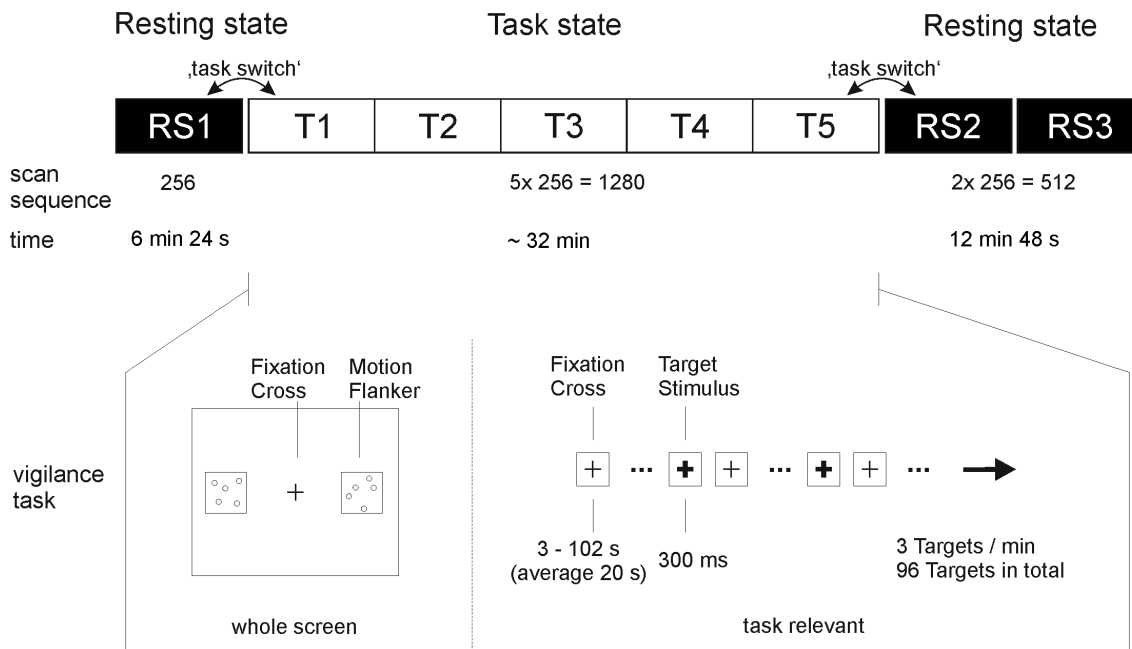 Resting state
Task state
Resting state
‚task switch‘
‚task switch‘
RS1
T1
T2
T3
T4
T5
RS2
RS3
scan
sequence
256
5x 256 = 1280
2x 256 = 512
time
6 min 24 s
~ 32 min
12 min 48 s
vigilance
task
Fixation
Cross
Motion
Flanker
whole screen
Fixation
Cross
Target
Stimulus
...
...
...
3 - 102 s
(average 20 s)
300 ms
3 Targets / min
96 Targets in total
task relevant